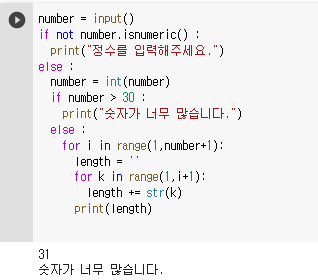 number = input()
if not number.isnumeric() :
  print("정수를 입력해주세요.")
else :
  number = int(number)
  if number > 30 :
    print("숫자가 너무 많습니다.")
  else :
    for i in range(1,number+1):
      length = ''
      for k in range(1,i+1):
        length += str(k)
      print(length)
31
숫자가 너무 많습니다.